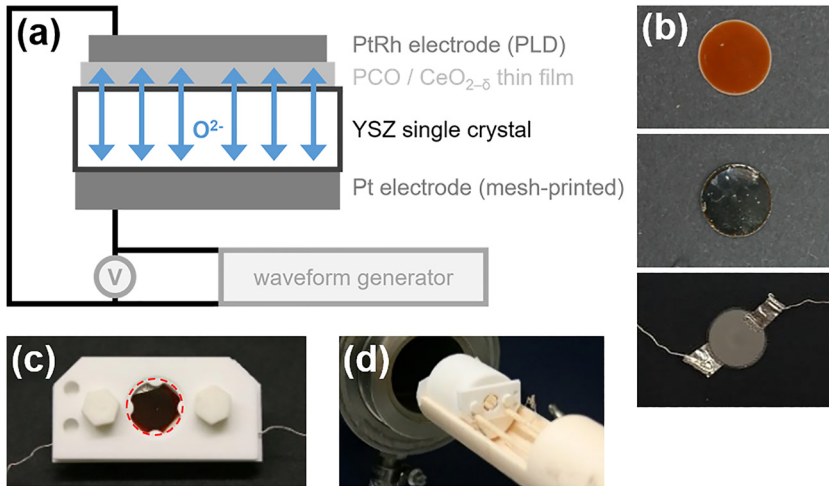 (a)
PtRh electrode (PLD)
PCO / CeO2–δ thin film
O2-
YSZ single crystal
Pt electrode (mesh-printed)
V
waveform generator
(b)
(c)
(d)